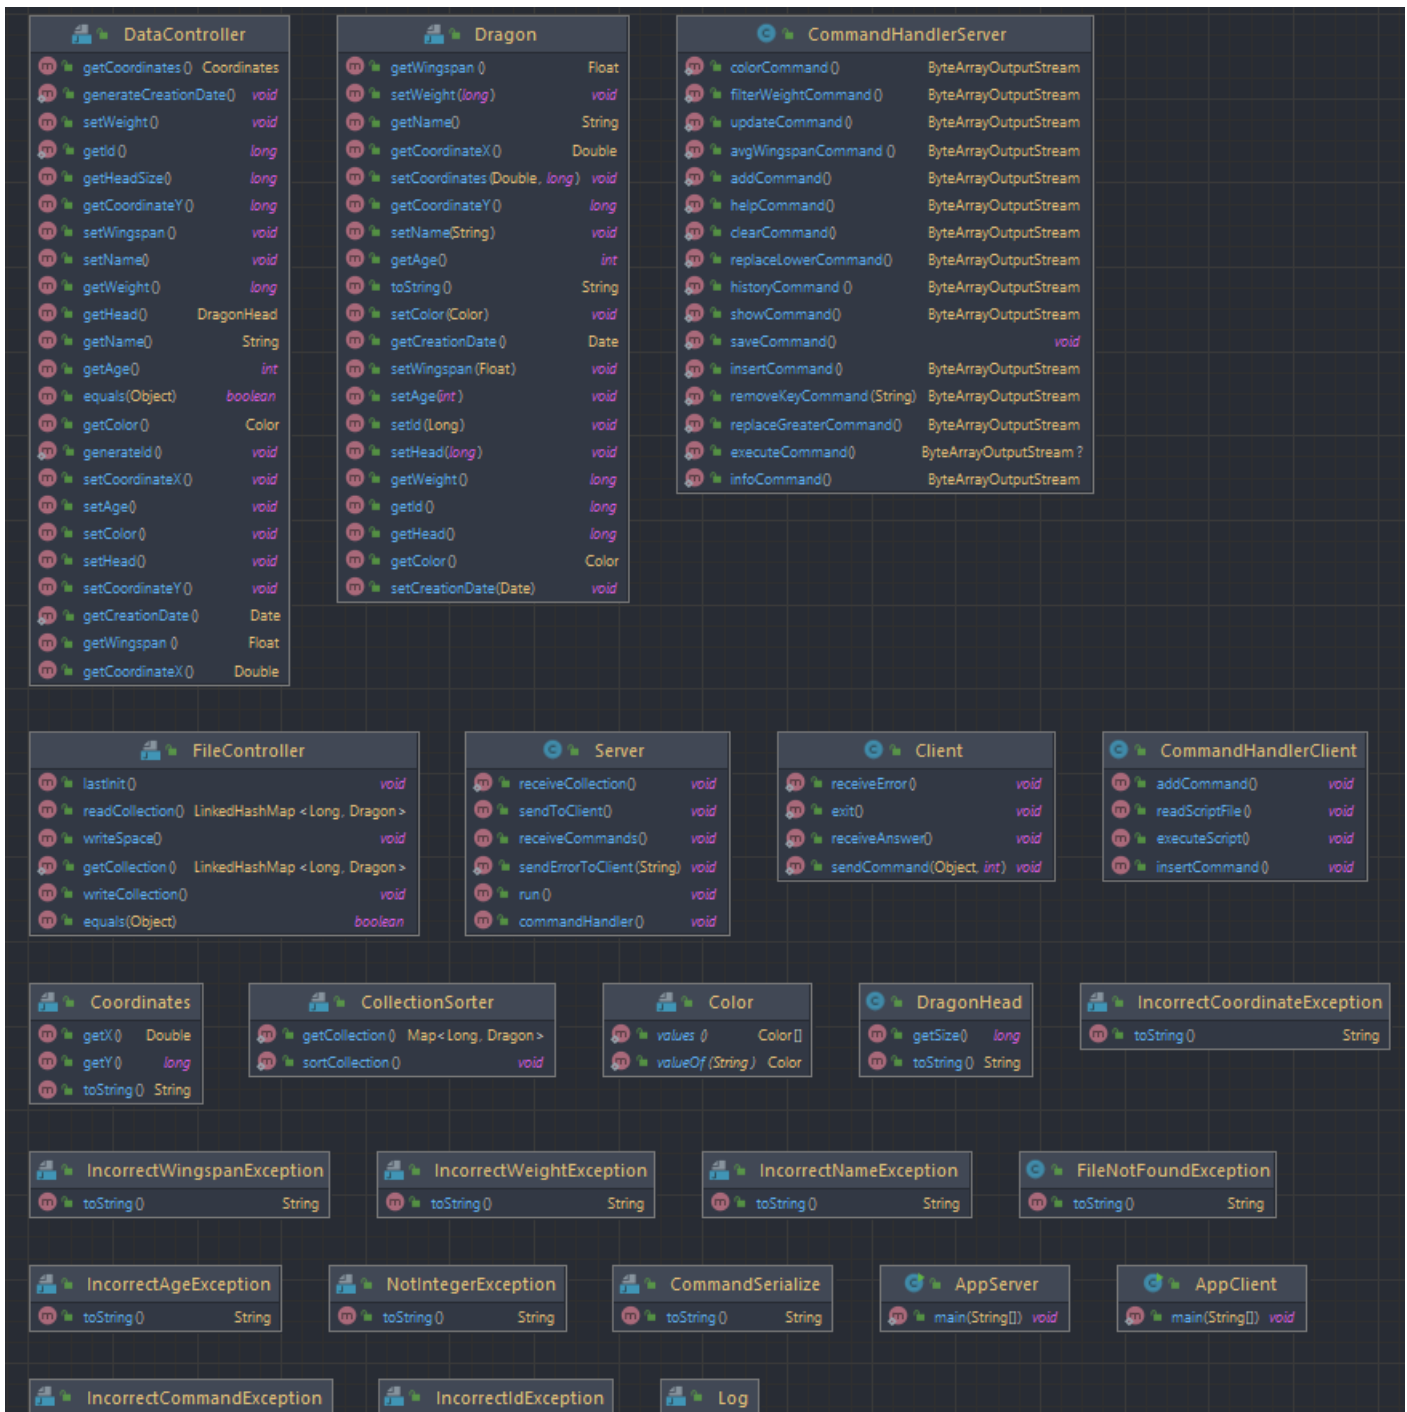 DataController
getCoordinates() Coordinates
generateCreationDate() void
setWeight() void
getId() long
getHeadSize() long
getCoordinateY() long
setWingspan() void
setName() void
getWeight() long
getHead() DragonHead
getName() String
getAge() int
equals(Object) boolean
getColor() Color
generateId() void
setCoordinateX() void
setAge() void
setColor() void
setHead() void
setCoordinateY() void
getCreationDate() Date
getWingspan() Float
getCoordinateX() Double
Dragon
getWingspan() Float
setWeight(long) void
getName() String
getCoordinateX() Double
setCoordinates(Double, long) void
getCoordinateY() long
setName(String) void
getAge() int
toString() String
setColor(Color) void
getCreationDate() Date
setWingspan(Float) void
setAge(int) void
setId(Long) void
setHead(long) void
getWeight() long
getId() long
getHead() long
getColor() Color
setCreationDate(Date) void
CommandHandlerServer
colorCommand() ByteArrayOutputStream
filterWeightCommand() ByteArrayOutputStream
updateCommand() ByteArrayOutputStream
avgWingspanCommand() ByteArrayOutputStream
addCommand() ByteArrayOutputStream
helpCommand() ByteArrayOutputStream
clearCommand() ByteArrayOutputStream
replaceLowerCommand() ByteArrayOutputStream
historyCommand() ByteArrayOutputStream
showCommand() ByteArrayOutputStream
saveCommand() void
insertCommand() ByteArrayOutputStream
removeKeyCommand(String) ByteArrayOutputStream
replaceGreaterCommand() ByteArrayOutputStream
executeCommand() ByteArrayOutputStream?
infoCommand() ByteArrayOutputStream
FileController
lastInit() void
readCollection() LinkedHashMap<Long, Dragon>
writeSpace() void
getCollection() LinkedHashMap<Long, Dragon>
writeCollection() void
equals(Object) boolean
Server
receiveCollection() void
sendToClient() void
receiveCommands() void
sendErrorToClient(String) void
run() void
commandHandler() void
Client
receiveError() void
exit() void
receiveAnswer() void
sendCommand(Object, int) void
CommandHandlerClient
addCommand() void
readScriptFile() void
executeScript() void
insertCommand() void
Coordinates
getX() Double
getY() long
toString() String
CollectionSorter
getCollection() Map<Long, Dragon>
sortCollection() void
Color
values() Color[]
valueOf(String) Color
DragonHead
getSize() long
toString() String
IncorrectCoordinateException
toString() String
IncorrectWingspanException
toString() String
IncorrectWeightException
toString() String
IncorrectNameException
toString() String
FileNotFoundException
toString() String
IncorrectAgeException
toString() String
NotIntegerException
toString() String
CommandSerialize
toString() String
AppServer
main(String[]) void
AppClient
main(String[]) void
IncorrectCommandException
IncorrectIdException
Log